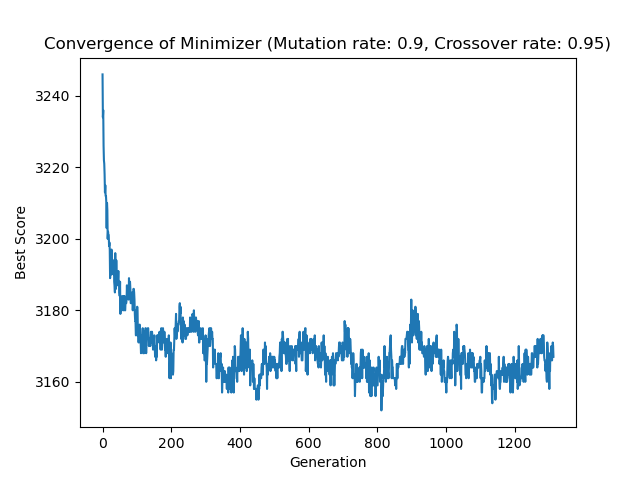 Convergence of Minimizer (Mutation rate: 0.9, Crossover rate: 0.95)
3240
3220
3200
3180
3160
Best Score
0 200 400 600 800 1000 1200
Generation